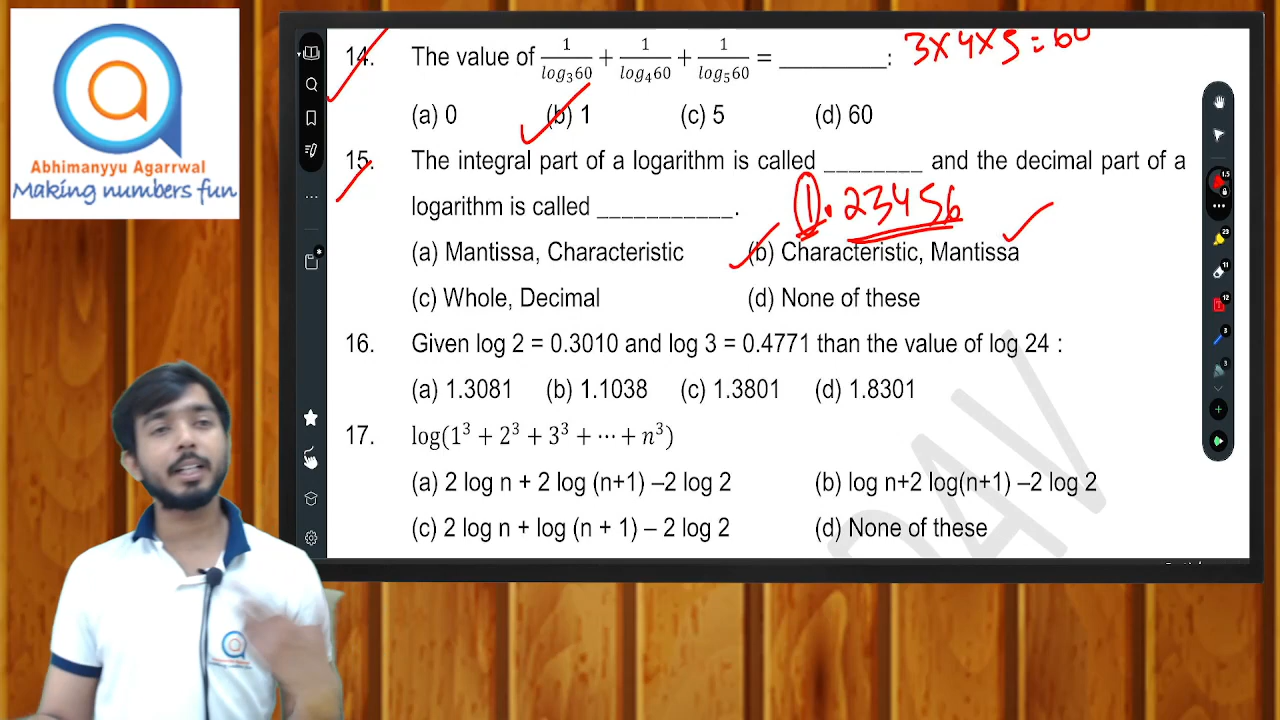 Abhimanyyu Agarrwal
Making numbers fun
14. The value of 1/log₃60 + 1/log₄60 + 1/log₅60 = _________: 3×4×5=60
(a) 0 (b) 1 (c) 5 (d) 60
15. The integral part of a logarithm is called ________ and the decimal part of a
logarithm is called ___________. 1.23456
(a) Mantissa, Characteristic (b) Characteristic, Mantissa
(c) Whole, Decimal (d) None of these
16. Given log 2 = 0.3010 and log 3 = 0.4771 than the value of log 24 :
(a) 1.3081 (b) 1.1038 (c) 1.3801 (d) 1.8301
17. log(1³ + 2³ + 3³ + ⋯ + n³)
(a) 2 log n + 2 log (n+1) –2 log 2 (b) log n+2 log(n+1) –2 log 2
(c) 2 log n + log (n + 1) – 2 log 2 (d) None of these